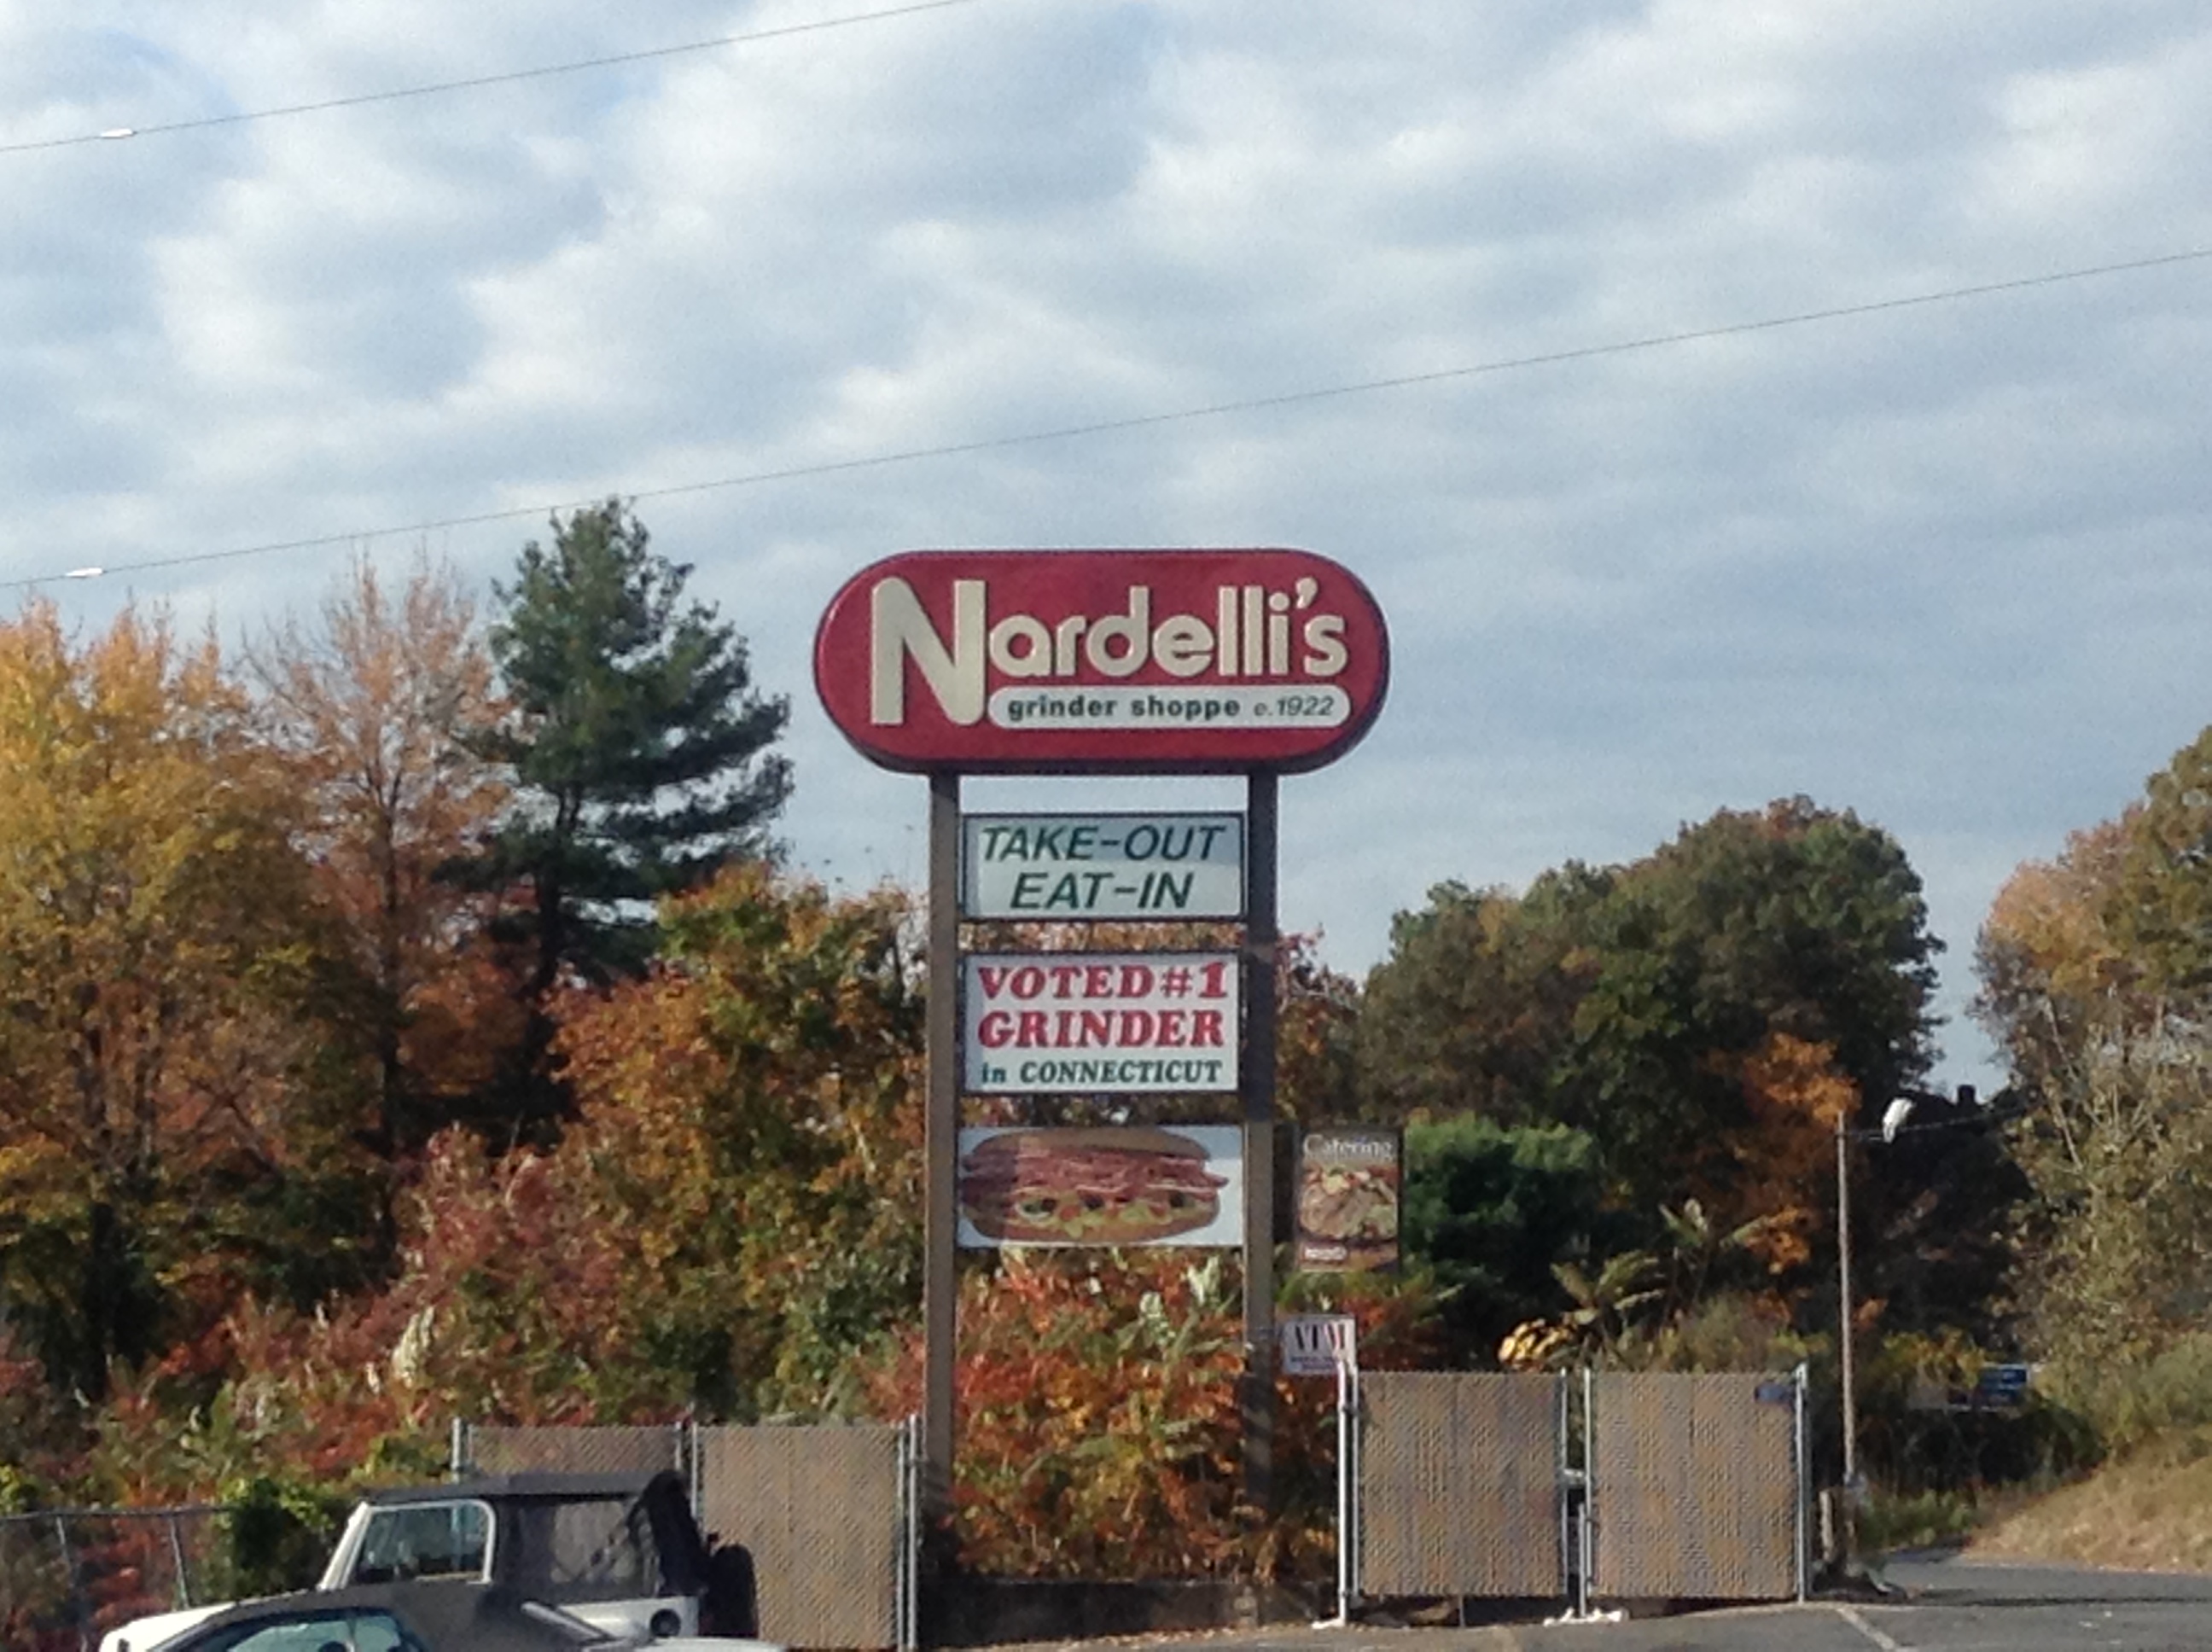 Nardelli's
grinder shoppe e.1922
TAKE-OUT
EAT-IN
VOTED #1
GRINDER
in CONNECTICUT
Catering